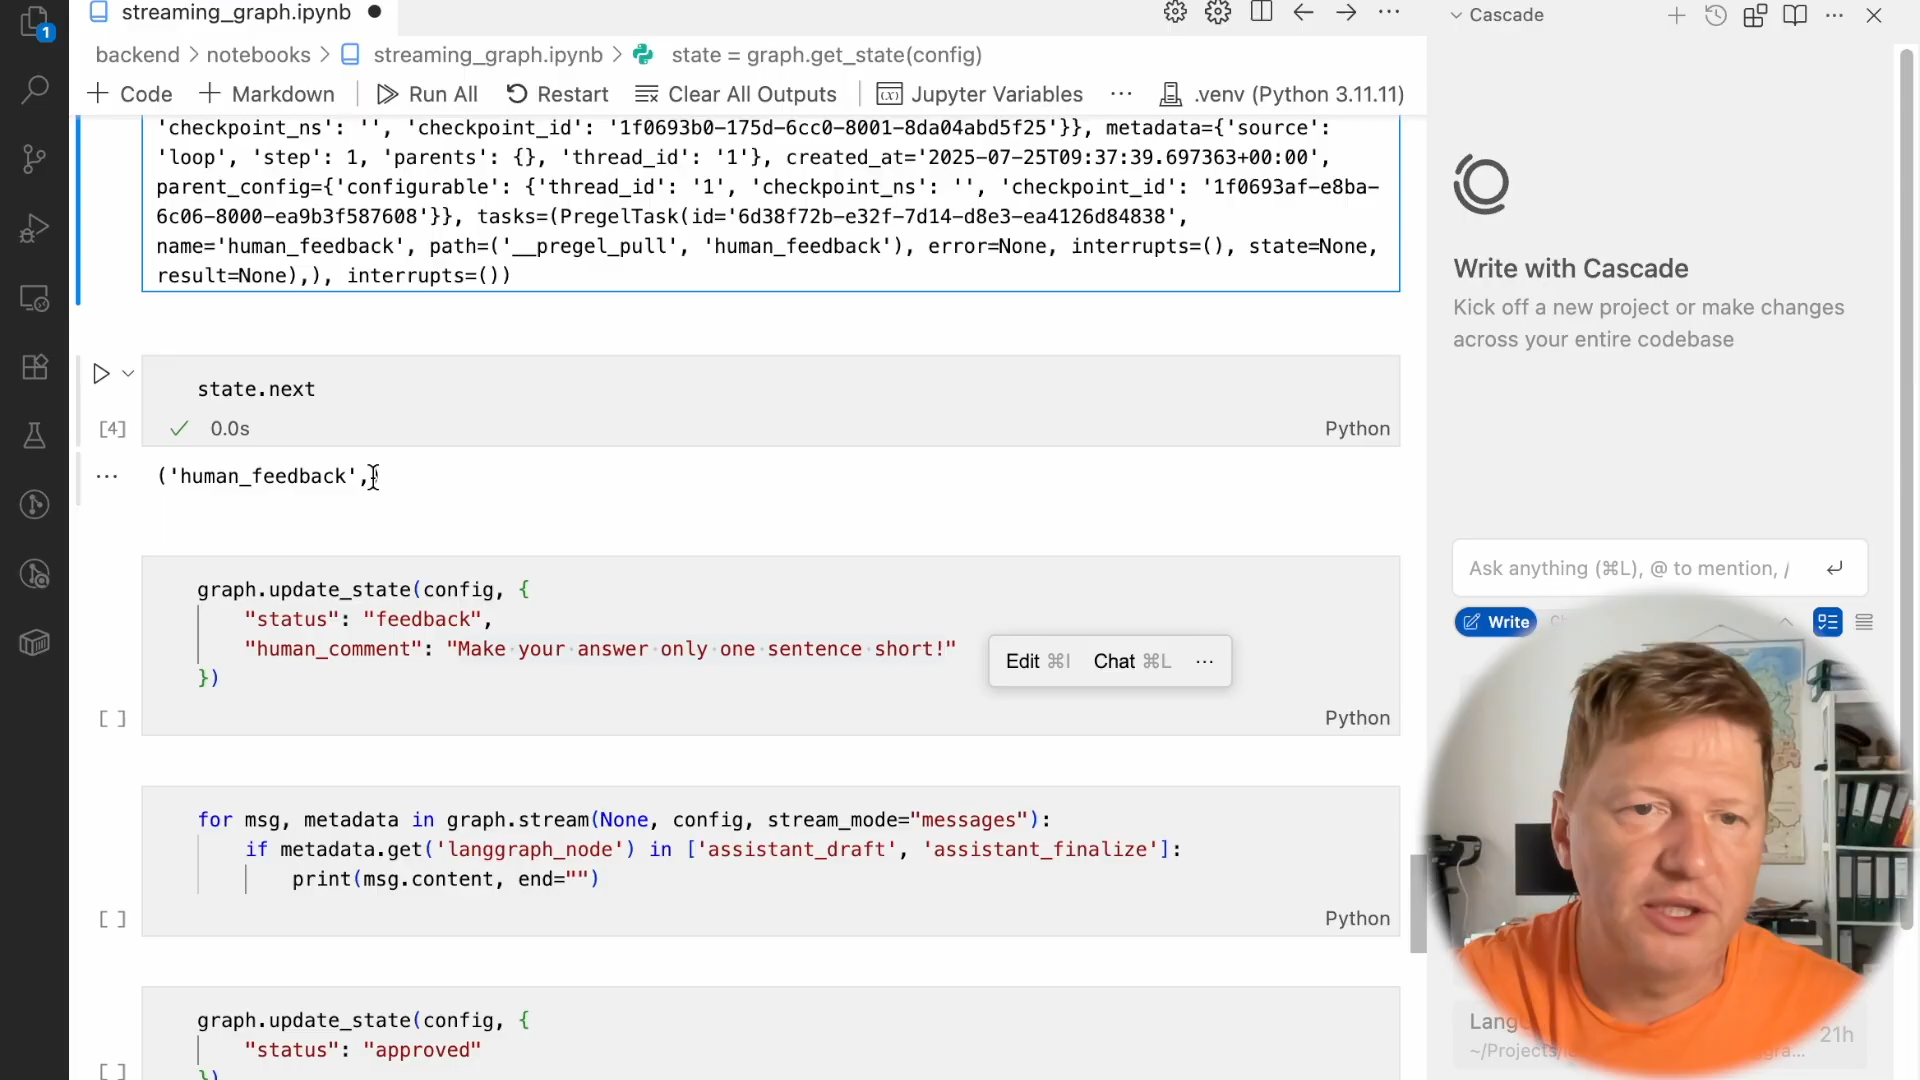 streaming_graph.ipynb
Cascade
1
backend > notebooks > streaming_graph.ipynb > state = graph.get_state(config)
+ Code + Markdown | Run All Restart Clear All Outputs | Jupyter Variables ... .venv (Python 3.11.11)
'checkpoint_ns': '', 'checkpoint_id': '1f0693b0-175d-6cc0-8001-8da04abd5f25'}}, metadata={'source':
'loop', 'step': 1, 'parents': {}, 'thread_id': '1'}, created_at='2025-07-25T09:37:39.697363+00:00',
parent_config={'configurable': {'thread_id': '1', 'checkpoint_ns': '', 'checkpoint_id': '1f0693af-e8ba-
6c06-8000-ea9b3f587608'}}, tasks=(PregelTask(id='6d38f72b-e32f-7d14-d8e3-ea4126d84838',
name='human_feedback', path=('__pregel_pull', 'human_feedback'), error=None, interrupts=(), state=None,
result=None),), interrupts=())
Write with Cascade
Kick off a new project or make changes
across your entire codebase
state.next
[4] 0.0s Python
('human_feedback',)
graph.update_state(config, {
"status": "feedback",
"human_comment": "Make your answer only one sentence short!"
})
Edit ⌘I Chat ⌘L ...
[ ] Python
Ask anything (⌘L), @ to mention, /
Write
for msg, metadata in graph.stream(None, config, stream_mode="messages"):
if metadata.get('langgraph_node') in ['assistant_draft', 'assistant_finalize']:
print(msg.content, end="")
[ ] Python
graph.update_state(config, {
"status": "approved"
})
[ ]
21h
~/Projects/